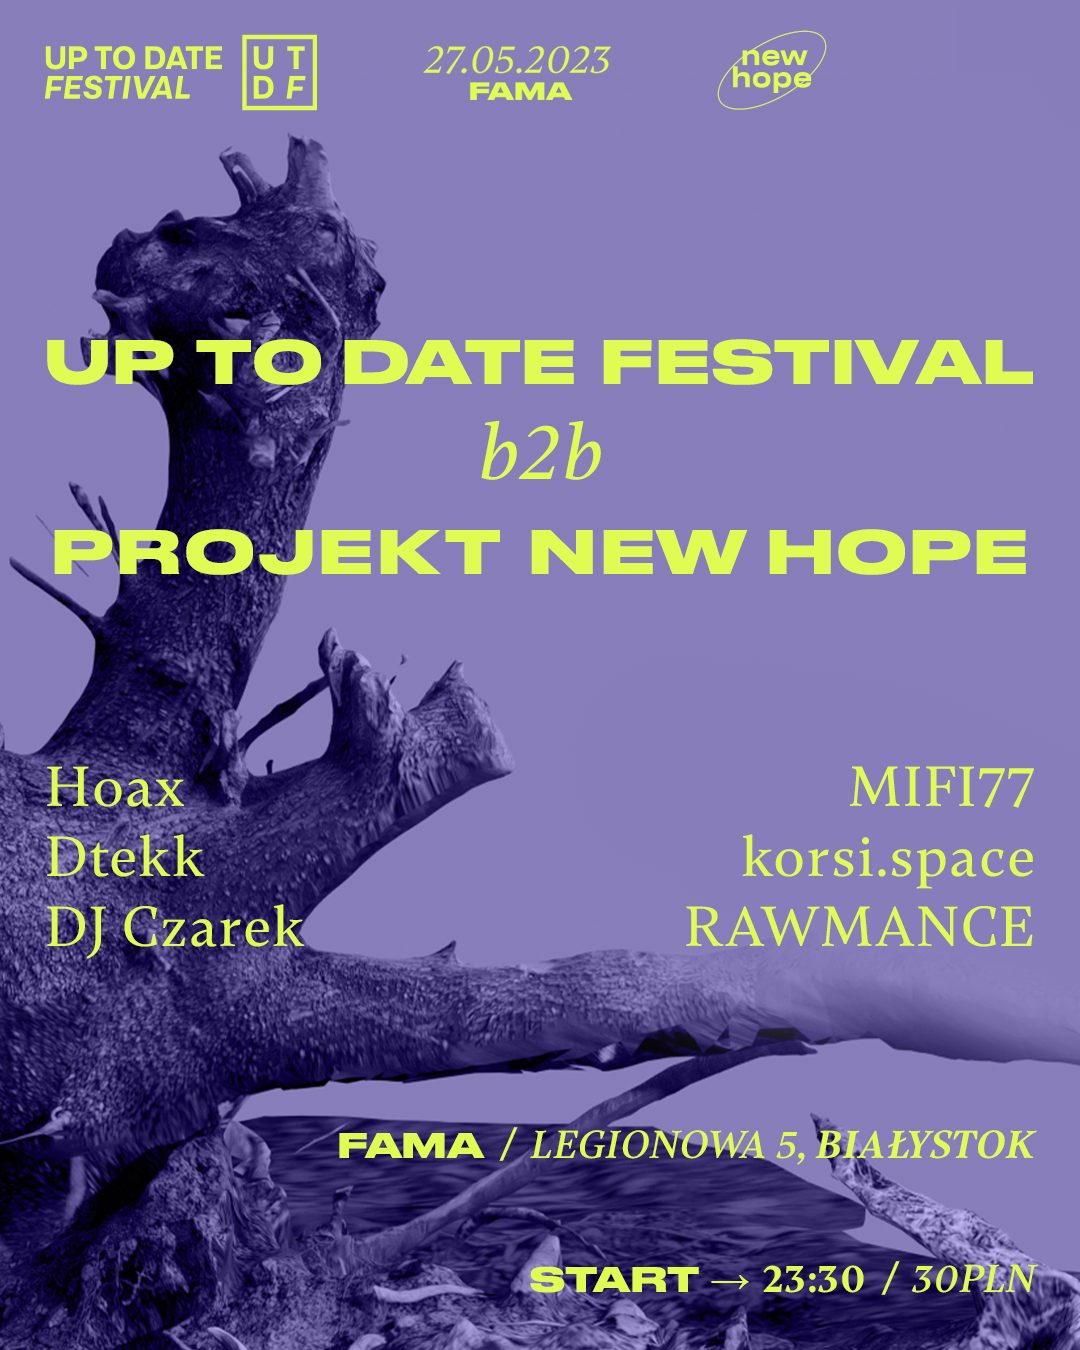 UP TO DATE
FESTIVAL
U T
D F
27.05.2023
FAMA
new
hope
UP TO DATE FESTIVAL
b2b
PROJEKT NEW HOPE
Hoax
Dtekk
DJ Czarek
MIFI77
korsi.space
RAWMANCE
FAMA / LEGIONOWA 5, BIAŁYSTOK
START → 23:30 / 30PLN